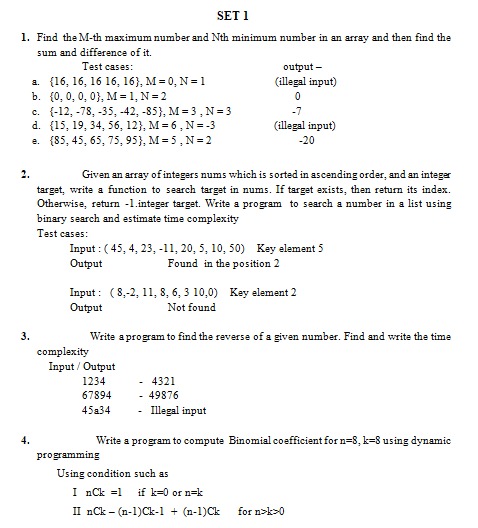 SET 1
1. Find the M-th maximum number and Nth minimum number in an array and then find the
sum and difference of it.
Test cases: output –
a. {16, 16, 16 16, 16}, M = 0, N = 1 (illegal input)
b. {0, 0, 0, 0}, M = 1, N = 2 0
c. {-12, -78, -35, -42, -85}, M = 3 , N = 3 -7
d. {15, 19, 34, 56, 12}, M = 6 , N = -3 (illegal input)
e. {85, 45, 65, 75, 95}, M = 5 , N = 2 -20
2. Given an array of integers nums which is sorted in ascending order, and an integer
target, write a function to search target in nums. If target exists, then return its index.
Otherwise, return -1.integer target. Write a program to search a number in a list using
binary search and estimate time complexity
Test cases:
Input : ( 45, 4, 23, -11, 20, 5, 10, 50) Key element 5
Output Found in the position 2
Input : ( 8,-2, 11, 8, 6, 3 10,0) Key element 2
Output Not found
3. Write a program to find the reverse of a given number. Find and write the time
complexity
Input / Output
1234 - 4321
67894 - 49876
45a34 - Illegal input
4. Write a program to compute Binomial coefficient for n=8, k=8 using dynamic
programming
Using condition such as
I nCk =1 if k=0 or n=k
II nCk – (n-1)Ck-1 + (n-1)Ck for n>k>0